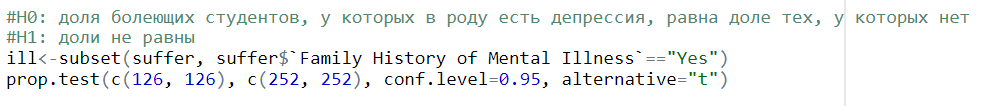 #H0: доля болеющих студентов, у которых в роду есть депрессия, равна доле тех, у которых нет
#H1: доли не равны
ill<-subset(suffer, suffer$`Family History of Mental Illness`=="Yes")
prop.test(c(126, 126), c(252, 252), conf.level=0.95, alternative="t")